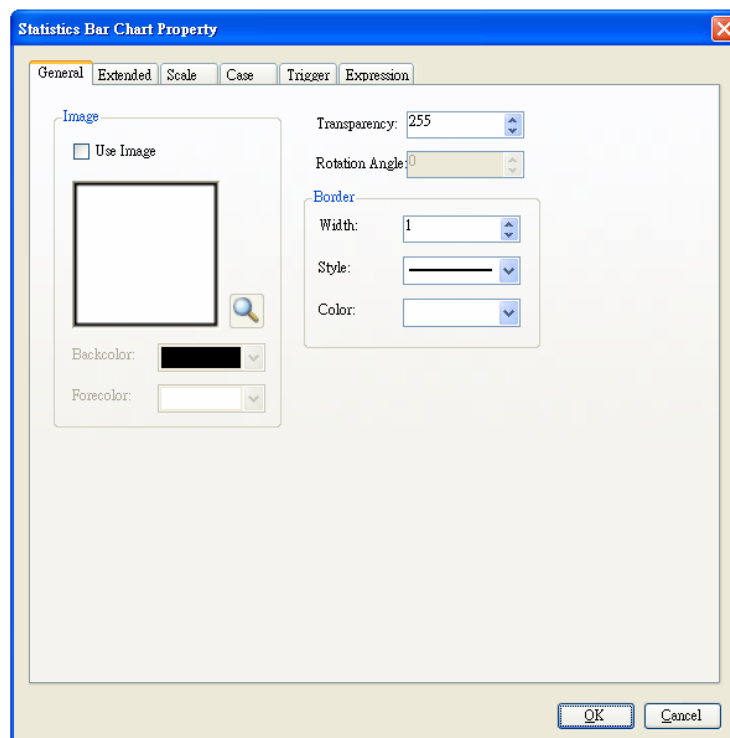 Statistics Bar Chart Property
General Extended Scale Case Trigger Expression
Image
Use Image
Backcolor:
Forecolor:
Transparency: 255
Rotation Angle: 0
Border
Width: 1
Style:
Color:
OK Cancel